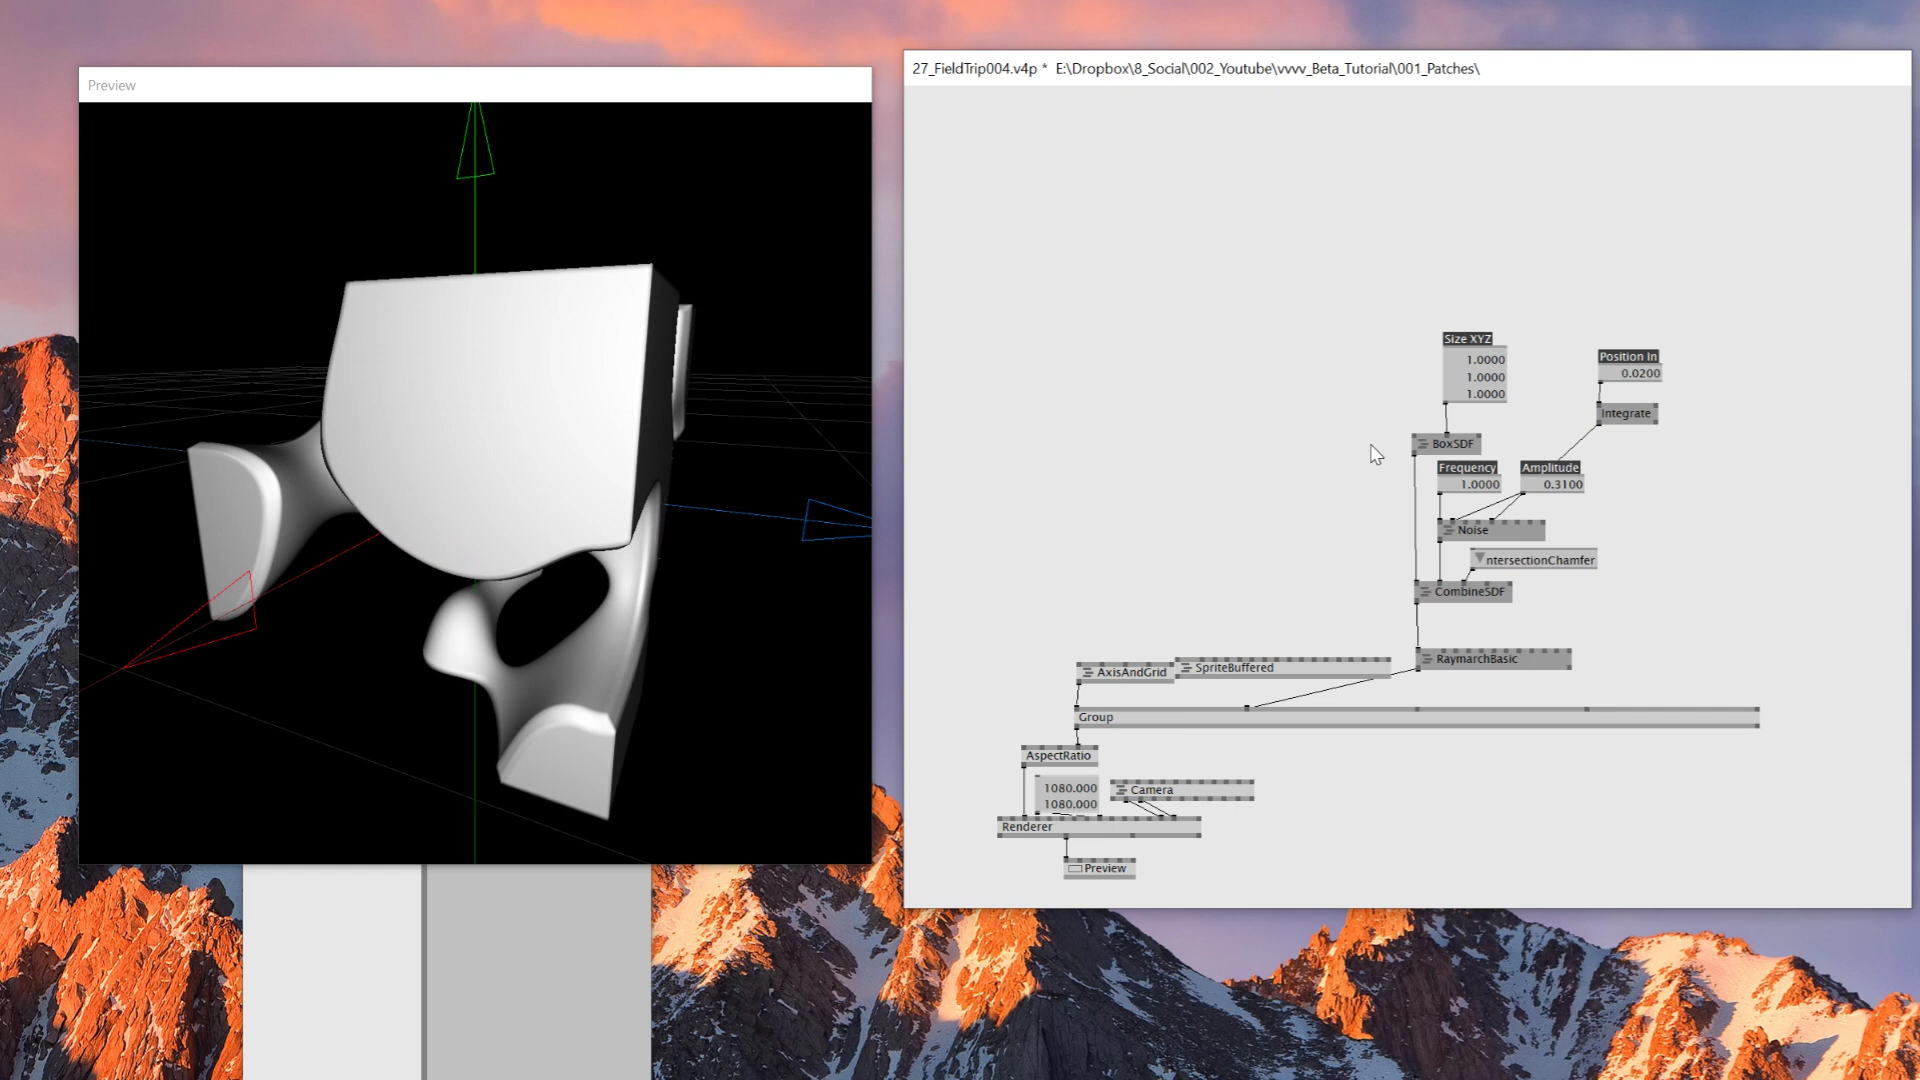 Preview
27_FieldTrip004.v4p * E:\Dropbox\8_Social\002_Youtube\vvvv_Beta_Tutorial\001_Patches\
Size XYZ
1.0000
1.0000
1.0000
Position In
0.0200
Integrate
BoxSDF
Frequency
1.0000
Amplitude
0.3100
Noise
ntersectionChamfer
CombineSDF
RaymarchBasic
AxisAndGrid
SpriteBuffered
Group
AspectRatio
1080.000
1080.000
Camera
Renderer
Preview